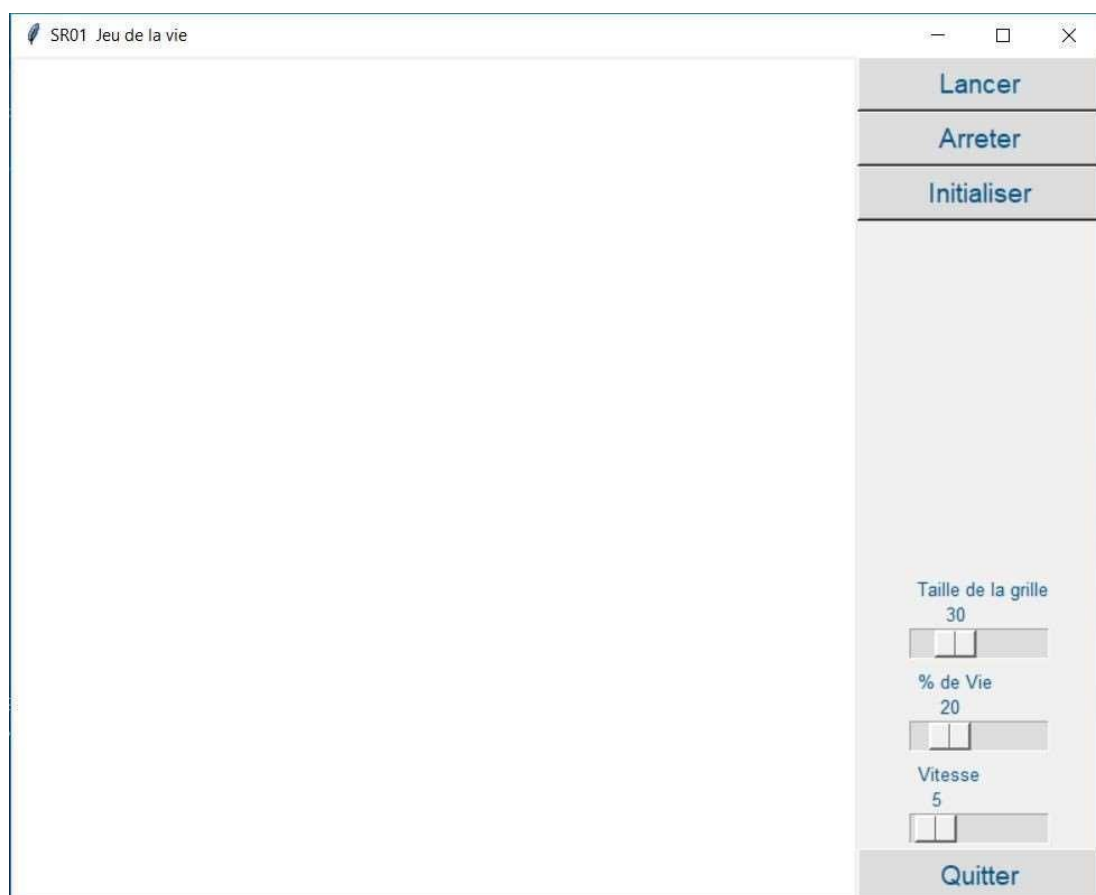 SR01 Jeu de la vie
Lancer
Arreter
Initialiser
Taille de la grille
30
% de Vie
20
Vitesse
5
Quitter